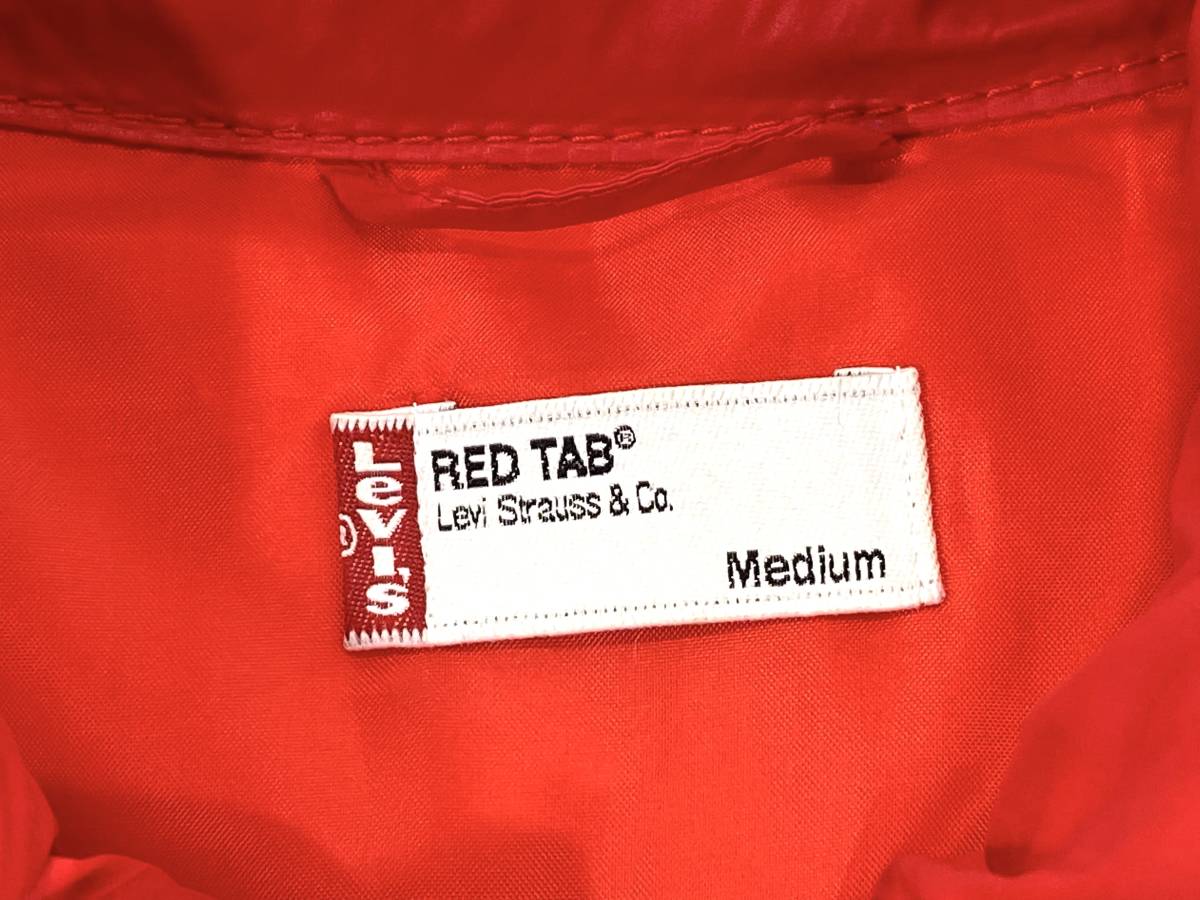 Levi's
®
RED TAB®
Levi Strauss & Co.
Medium